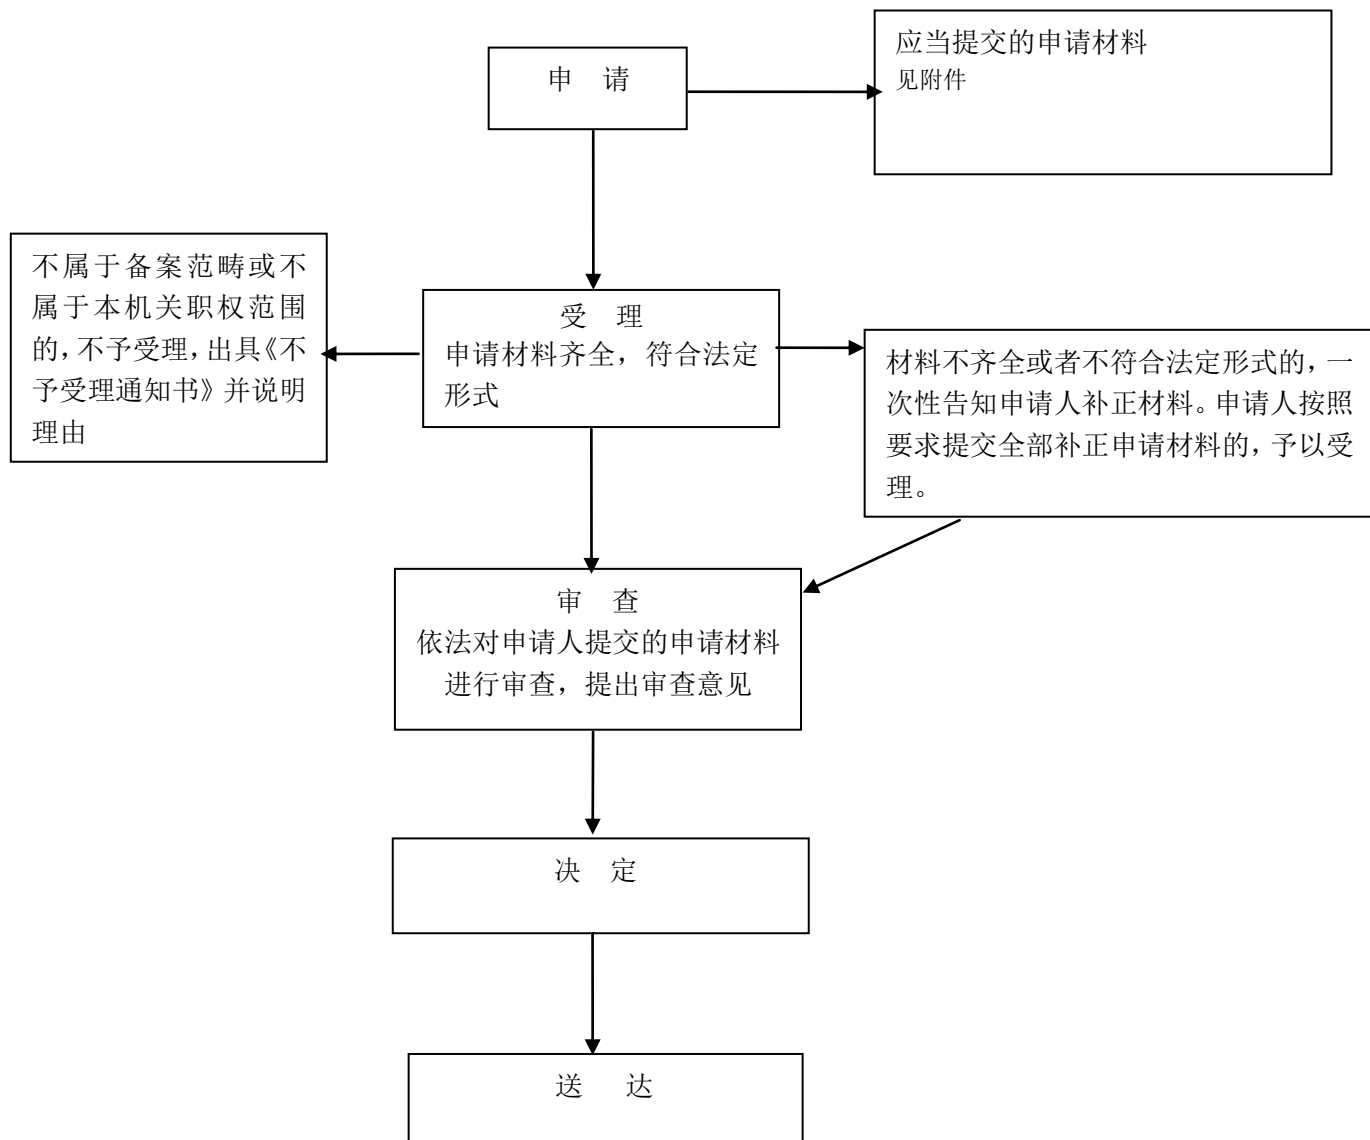 申 请
应当提交的申请材料
见附件
不属于备案范畴或不
属于本机关职权范围
的，不予受理，出具《不
予受理通知书》并说明
理由
受 理
申请材料齐全，符合法定
形式
材料不齐全或者不符合法定形式的，一
次性告知申请人补正材料。申请人按照
要求提交全部补正申请材料的，予以受
理。
审 查
依法对申请人提交的申请材料
进行审查，提出审查意见
决 定
送 达